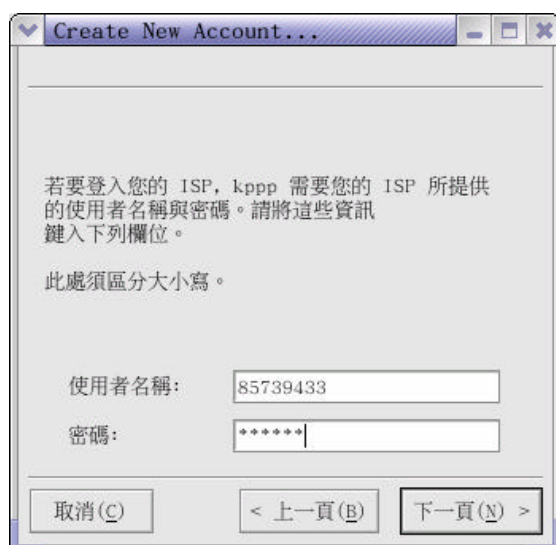 Create New Account...
若要登入您的 ISP, kppp 需要您的 ISP 所提供
的使用者名稱與密碼。請將這些資訊
鍵入下列欄位。
此處須區分大小寫。
使用者名稱: 85739433
密碼: ******
取消(C) < 上一頁(B) 下一頁(N) >